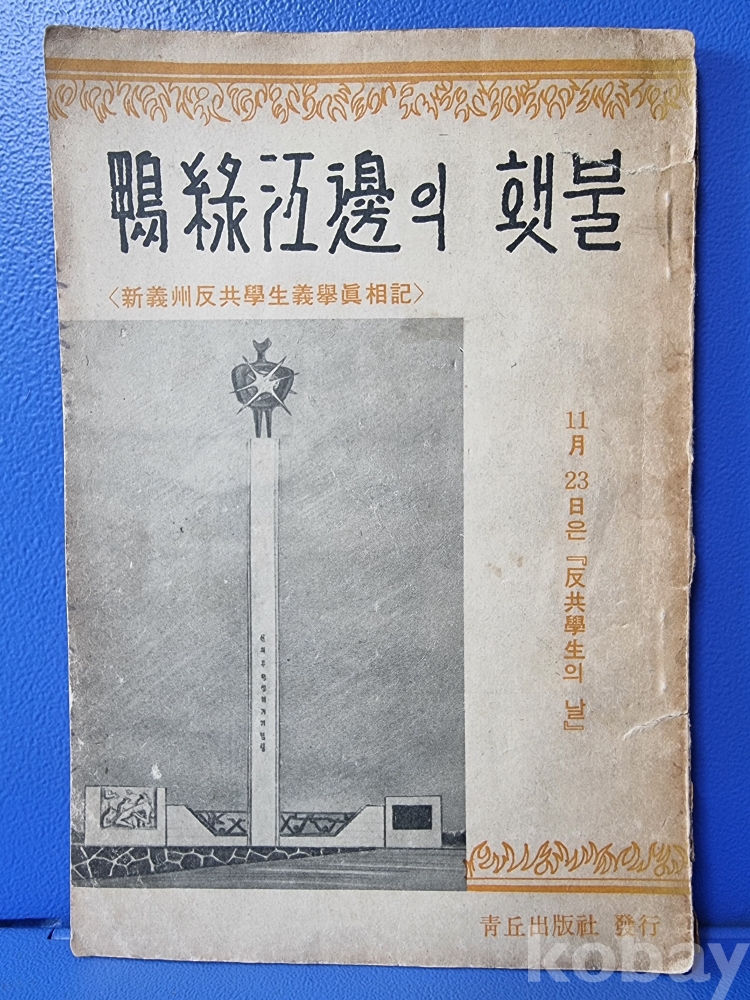 鴨綠江邊의 횃불
〈新義州反共學生義擧眞相記〉
11月 23日은 『反共學生의 날』
靑丘出版社 發行
kobay